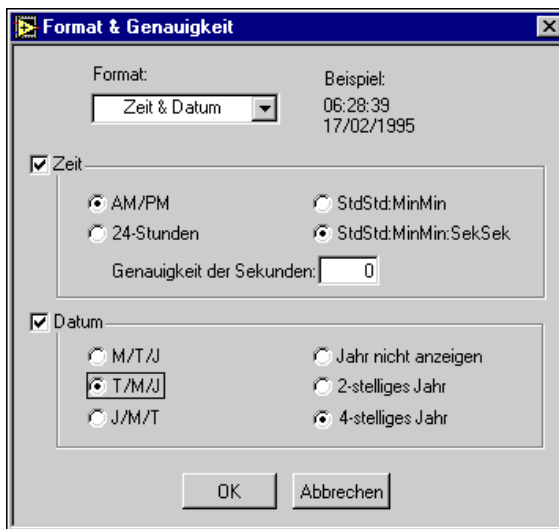 Format & Genauigkeit
Format:
Zeit & Datum
Beispiel:
06:28:39
17/02/1995
Zeit
AM/PM
StdStd:MinMin
24-Stunden
StdStd:MinMin:SekSek
Genauigkeit der Sekunden: 0
Datum
M/T/J
Jahr nicht anzeigen
T/M/J
2-stelliges Jahr
J/M/T
4-stelliges Jahr
OK
Abbrechen